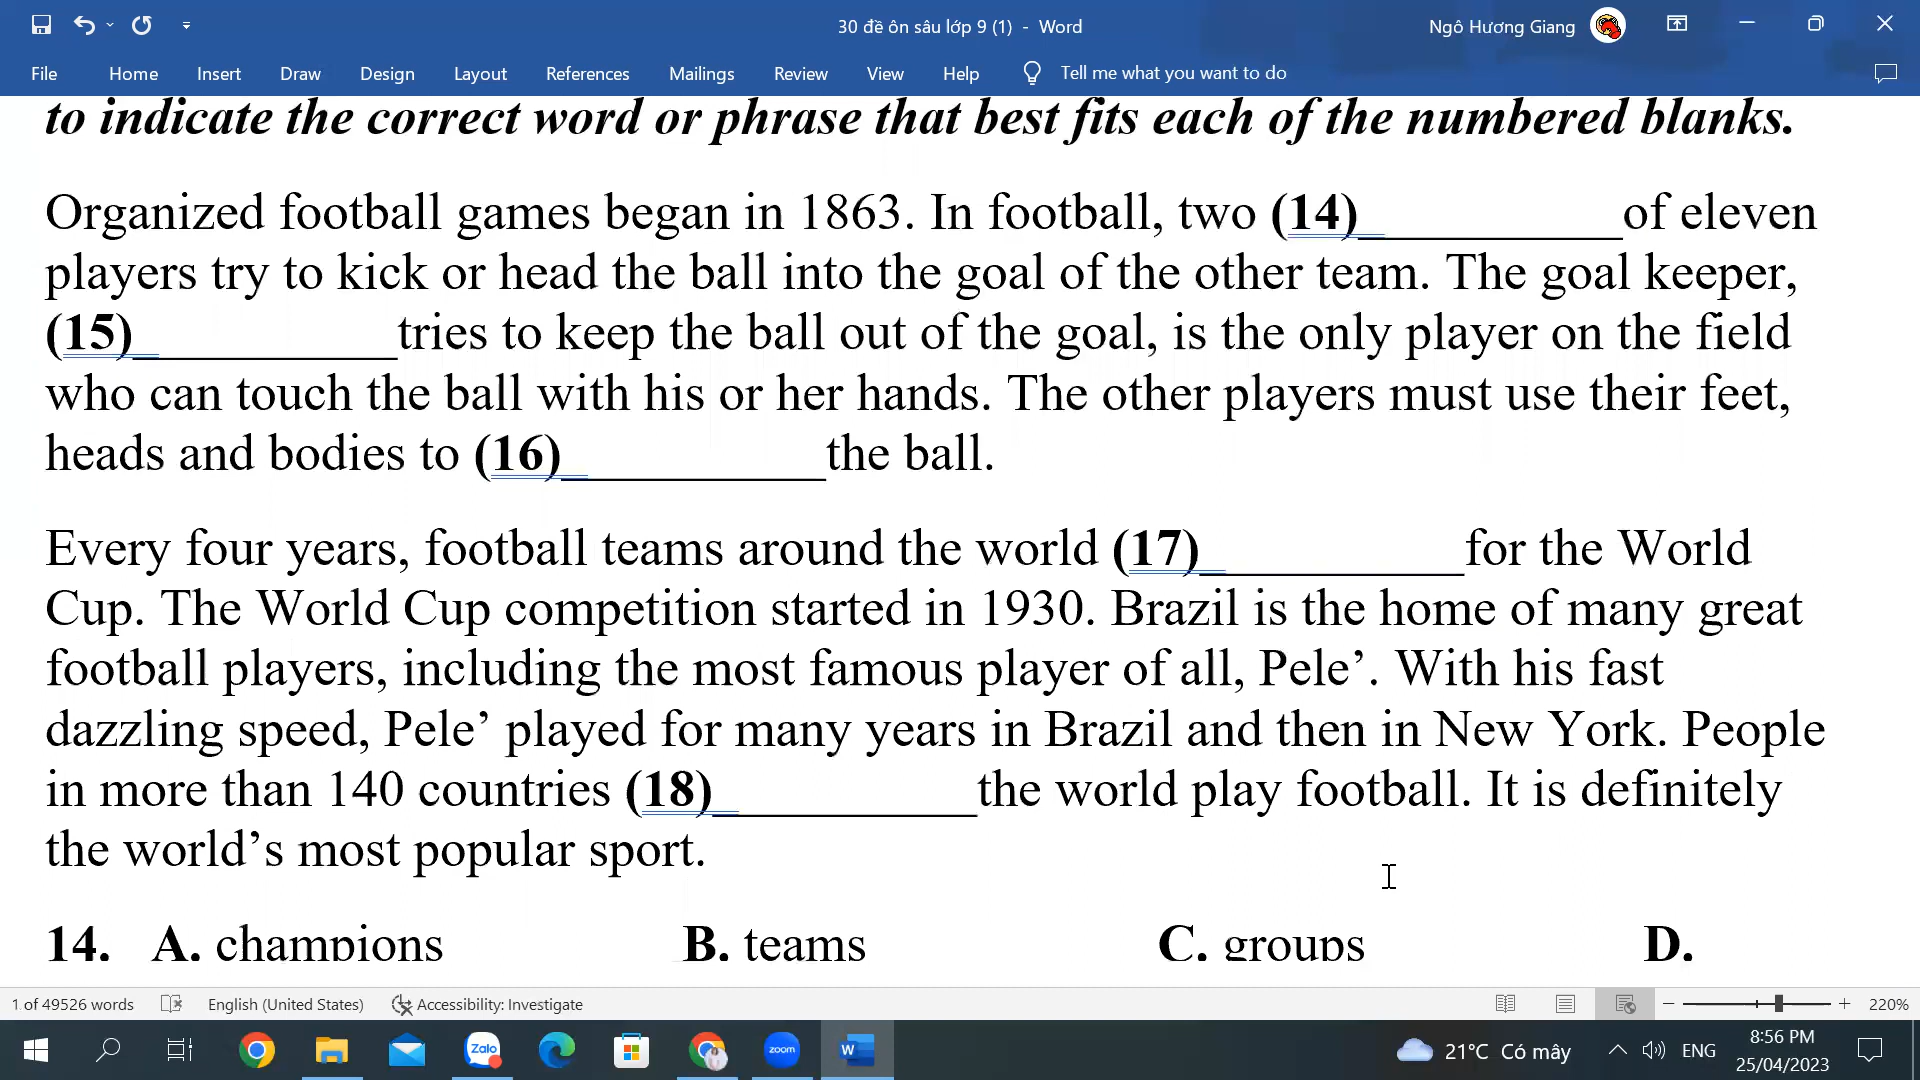 30 đề ôn sâu lớp 9 (1) - Word
Ngô Hương Giang
File Home Insert Draw Design Layout References Mailings Review View Help Tell me what you want to do
to indicate the correct word or phrase that best fits each of the numbered blanks.
Organized football games began in 1863. In football, two (14)___________of eleven
players try to kick or head the ball into the goal of the other team. The goal keeper,
(15)___________tries to keep the ball out of the goal, is the only player on the field
who can touch the ball with his or her hands. The other players must use their feet,
heads and bodies to (16)___________the ball.
Every four years, football teams around the world (17)___________for the World
Cup. The World Cup competition started in 1930. Brazil is the home of many great
football players, including the most famous player of all, Pele’. With his fast
dazzling speed, Pele’ played for many years in Brazil and then in New York. People
in more than 140 countries (18)___________the world play football. It is definitely
the world’s most popular sport.
14. A. champions B. teams C. groups D.
1 of 49526 words English (United States) Accessibility: Investigate 220%
Zalo zoom W 21°C Có mây ENG 8:56 PM
25/04/2023